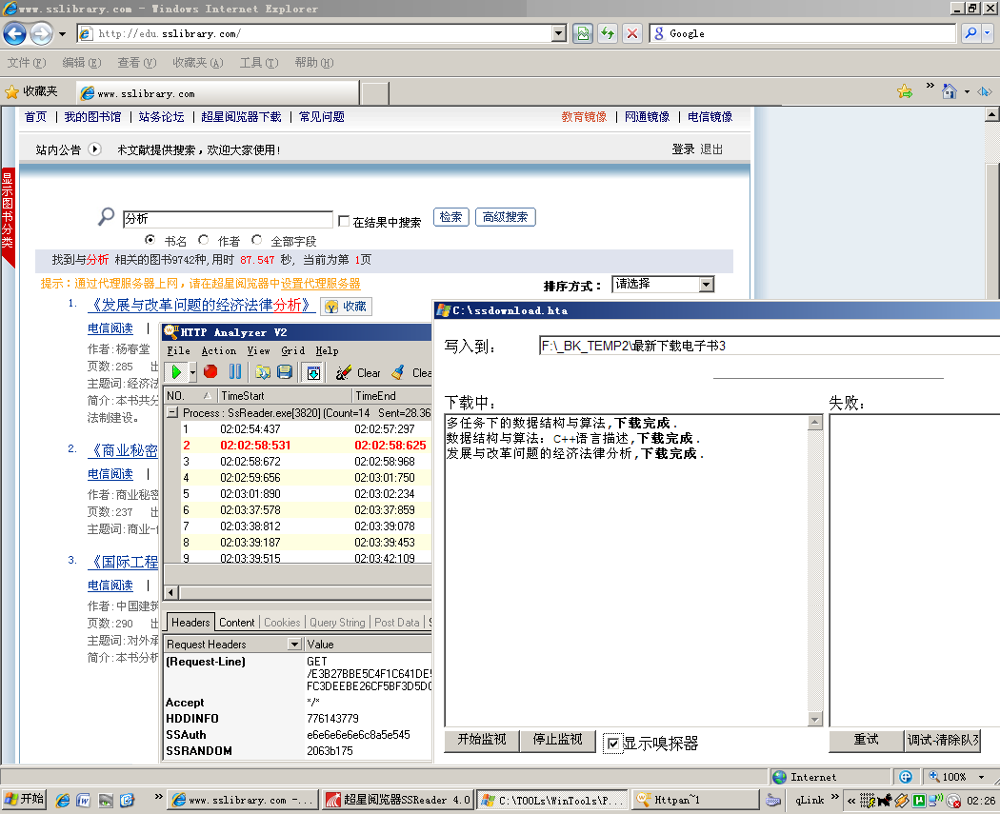 www.sslibrary.com - Windows Internet Explorer
http://edu.sslibrary.com/
Google
文件(F) 编辑(E) 查看(V) 收藏夹(A) 工具(T) 帮助(H)
收藏夹 www.sslibrary.com
首页 | 我的图书馆 | 站务论坛 | 超星阅览器下载 | 常见问题 教育镜像 | 网通镜像 | 电信镜像
站内公告 术文献提供搜索，欢迎大家使用! 登录 退出
显示图书分类
分析 在结果中搜索 检索 高级搜索
书名 作者 全部字段
找到与分析 相关的图书9742种,用时 87.547 秒, 当前为第 1页
提示：通过代理服务器上网，请在超星阅览器中设置代理服务器
排序方式： 请选择
1. 《发展与改革问题的经济法律分析》 收藏
电信阅读 |
作者:杨春堂
页数:285 出
主题词:经济法
简介:本书共分
法制建设。
2. 《商业秘密
电信阅读 |
作者:商业秘密
页数:237 出
主题词:商业-
3. 《国际工程
电信阅读 |
作者:中国建筑
页数:290 出
主题词:对外承
简介:本书分析
HTTP Analyzer V2
File Action View Grid Help
Clear Clea
NO. TimeStart TimeEnd
Process : SsReader.exe[3820] (Count=14 Sent=28.36
1 02:02:54:437 02:02:57:297
2 02:02:58:531 02:02:58:625
3 02:02:58:672 02:02:58:968
4 02:02:59:656 02:03:01:750
5 02:03:01:890 02:03:02:234
6 02:03:37:578 02:03:37:859
7 02:03:38:812 02:03:39:078
8 02:03:39:187 02:03:39:453
9 02:03:39:515 02:03:42:109
Headers Content Cookies Query String Post Data
Request Headers Value
(Request-Line) GET
/E3B27BBE5C4F1C641DE
FC3DEEBE26CF5BF3D5D
Accept */*
HDDINFO 776143779
SSAuth e6e6e6e6e6c8a5e545
SSRANDOM 2063b175
C:\ssdownload.hta
写入到： F:\_BK_TEMP2\最新下载电子书3
下载中： 失败：
多任务下的数据结构与算法,下载完成.
数据结构与算法：C++语言描述,下载完成.
发展与改革问题的经济法律分析,下载完成.
开始监视 停止监视 显示嗅探器 重试 调试-清除队列
Internet 100%
开始 www.sslibrary.com -... 超星阅览器SSReader 4.0 C:\TOOLs\WinTools\P... Httpan~1 qLink 02:26